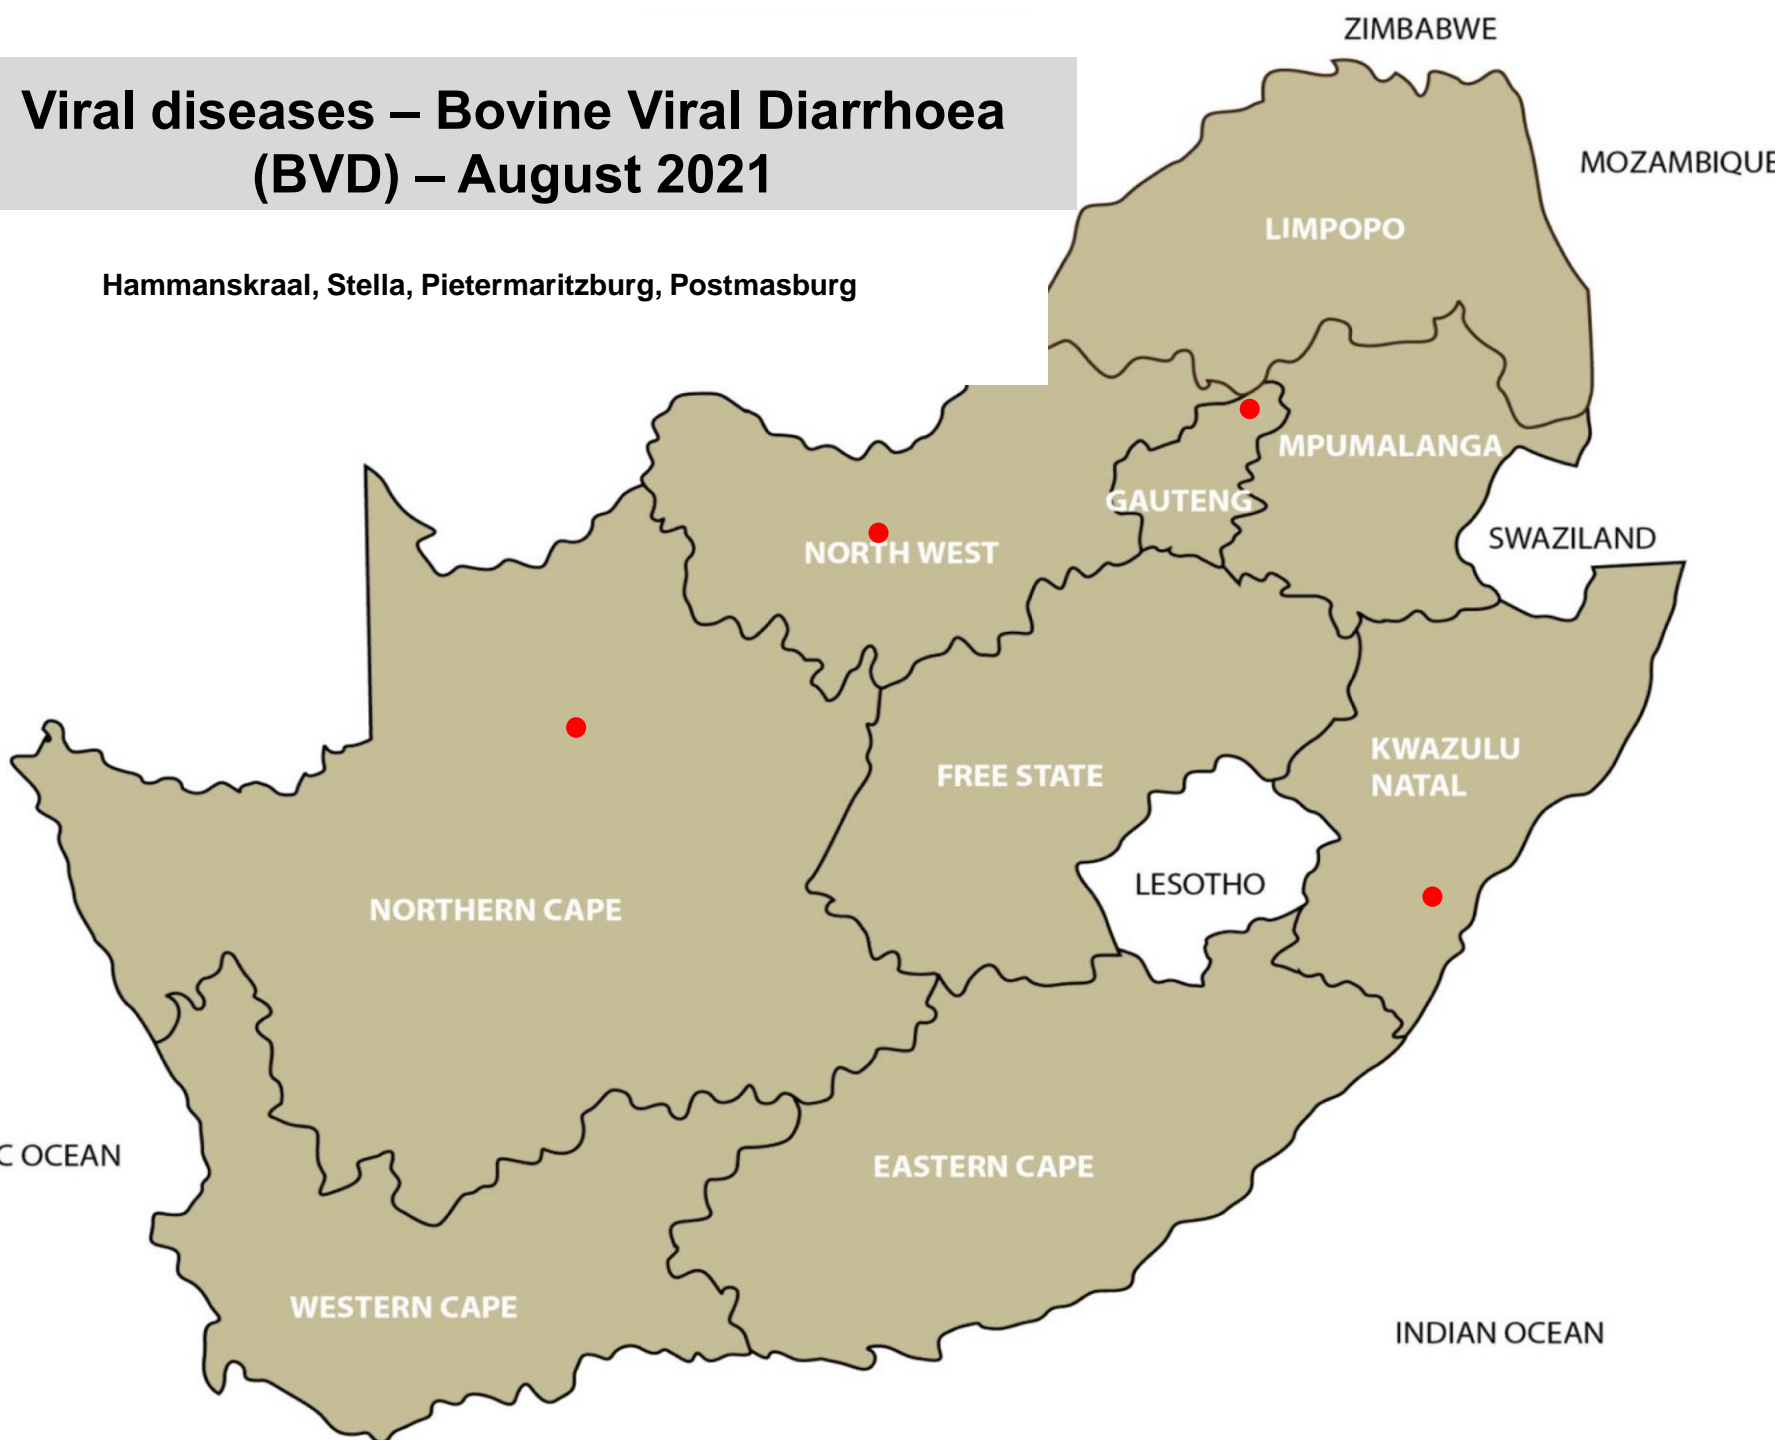 ZIMBABWE
Viral diseases – Bovine Viral Diarrhoea
(BVD) – August 2021
MOZAMBIQUE
LIMPOPO
Hammanskraal, Stella, Pietermaritzburg, Postmasburg
MPUMALANGA
GAUTENG
SWAZILAND
NORTH WEST
KWAZULU
NATAL
FREE STATE
LESOTHO
NORTHERN CAPE
C OCEAN
EASTERN CAPE
WESTERN CAPE
INDIAN OCEAN